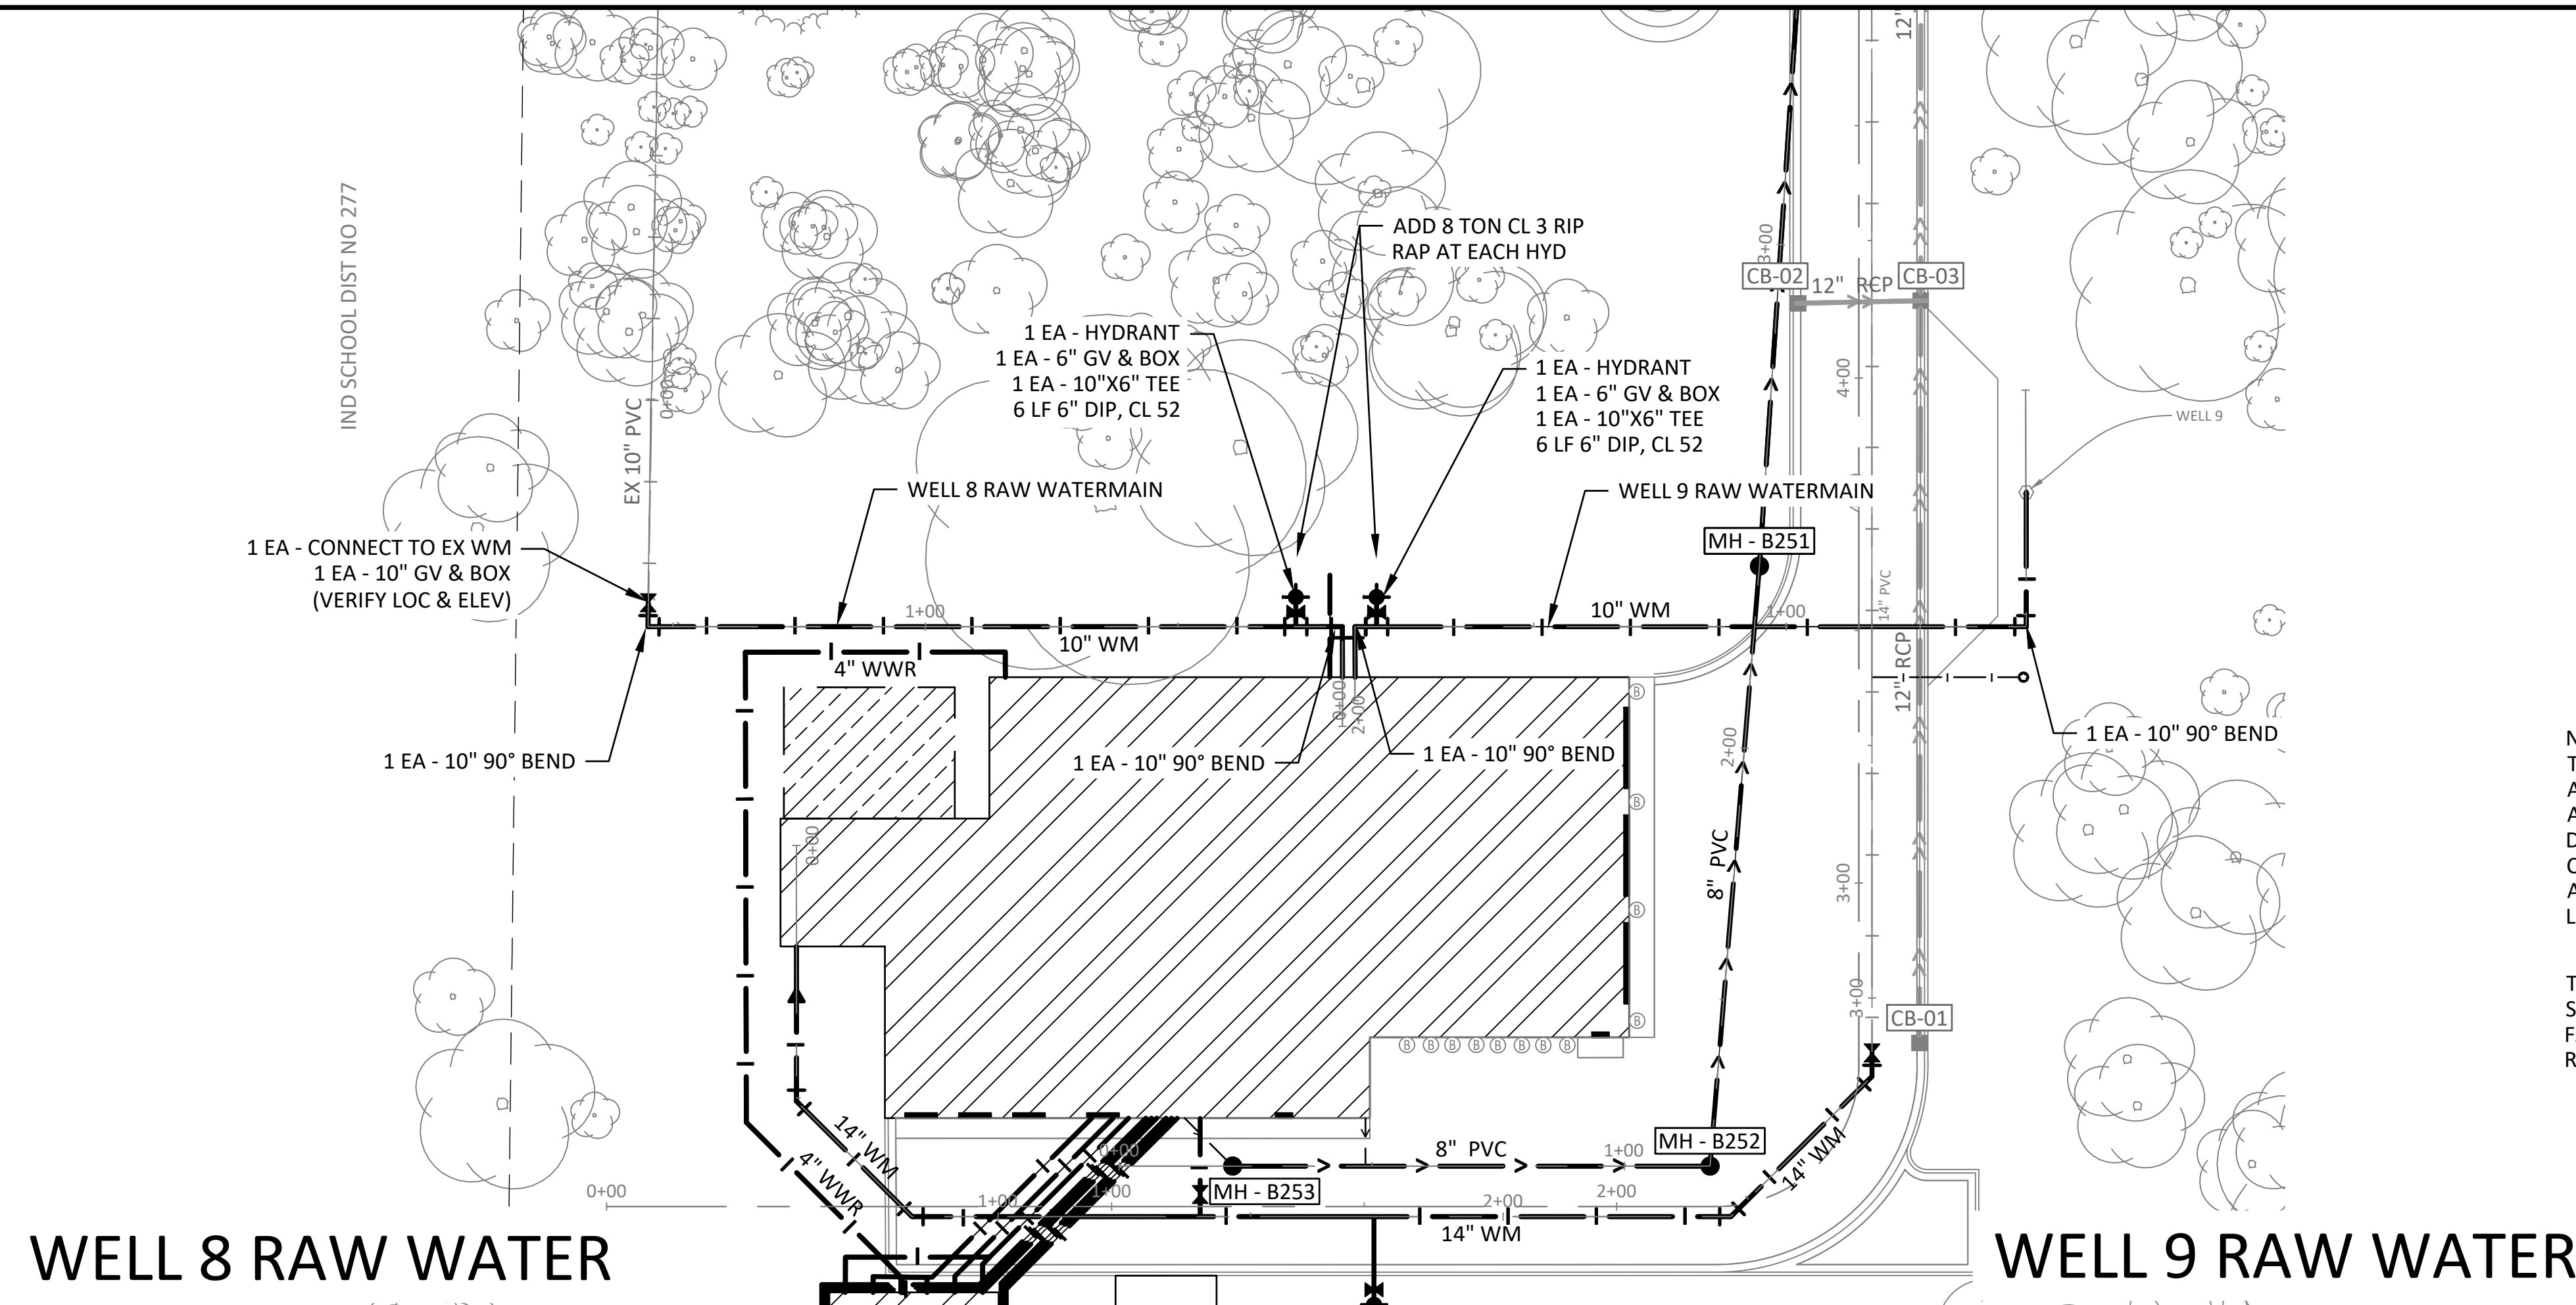 12"
IND SCHOOL DIST NO 277
ADD 8 TON CL 3 RIP
RAP AT EACH HYD
3+00
CB-02
12" RCP
CB-03
1 EA - HYDRANT
1 EA - 6" GV & BOX
1 EA - 10"X6" TEE
6 LF 6" DIP, CL 52
1 EA - HYDRANT
1 EA - 6" GV & BOX
1 EA - 10"X6" TEE
6 LF 6" DIP, CL 52
4+00
0+00
EX 10" PVC
WELL 9
WELL 8 RAW WATERMAIN
WELL 9 RAW WATERMAIN
1 EA - CONNECT TO EX WM
1 EA - 10" GV & BOX
(VERIFY LOC & ELEV)
MH - B251
1+00
10" WM
10" WM
1+00
14" PVC
4" WWR
12" RCP
0+00
2+00
1 EA - 10" 90° BEND
1 EA - 10" 90° BEND
1 EA - 10" 90° BEND
1 EA - 10" 90° BEND
2+00
B
B
B
B
N
T
A
A
D
C
A
L
0+00
8" PVC
3+00
T
S
F
R
3+00
CB-01
B B B B B B B B
14" WM
4" WWR
0+00
8" PVC
1+00
MH - B252
14" WM
MH - B253
0+00
1+00
1+00
2+00
2+00
14" WM
WELL 8 RAW WATER
WELL 9 RAW WATER